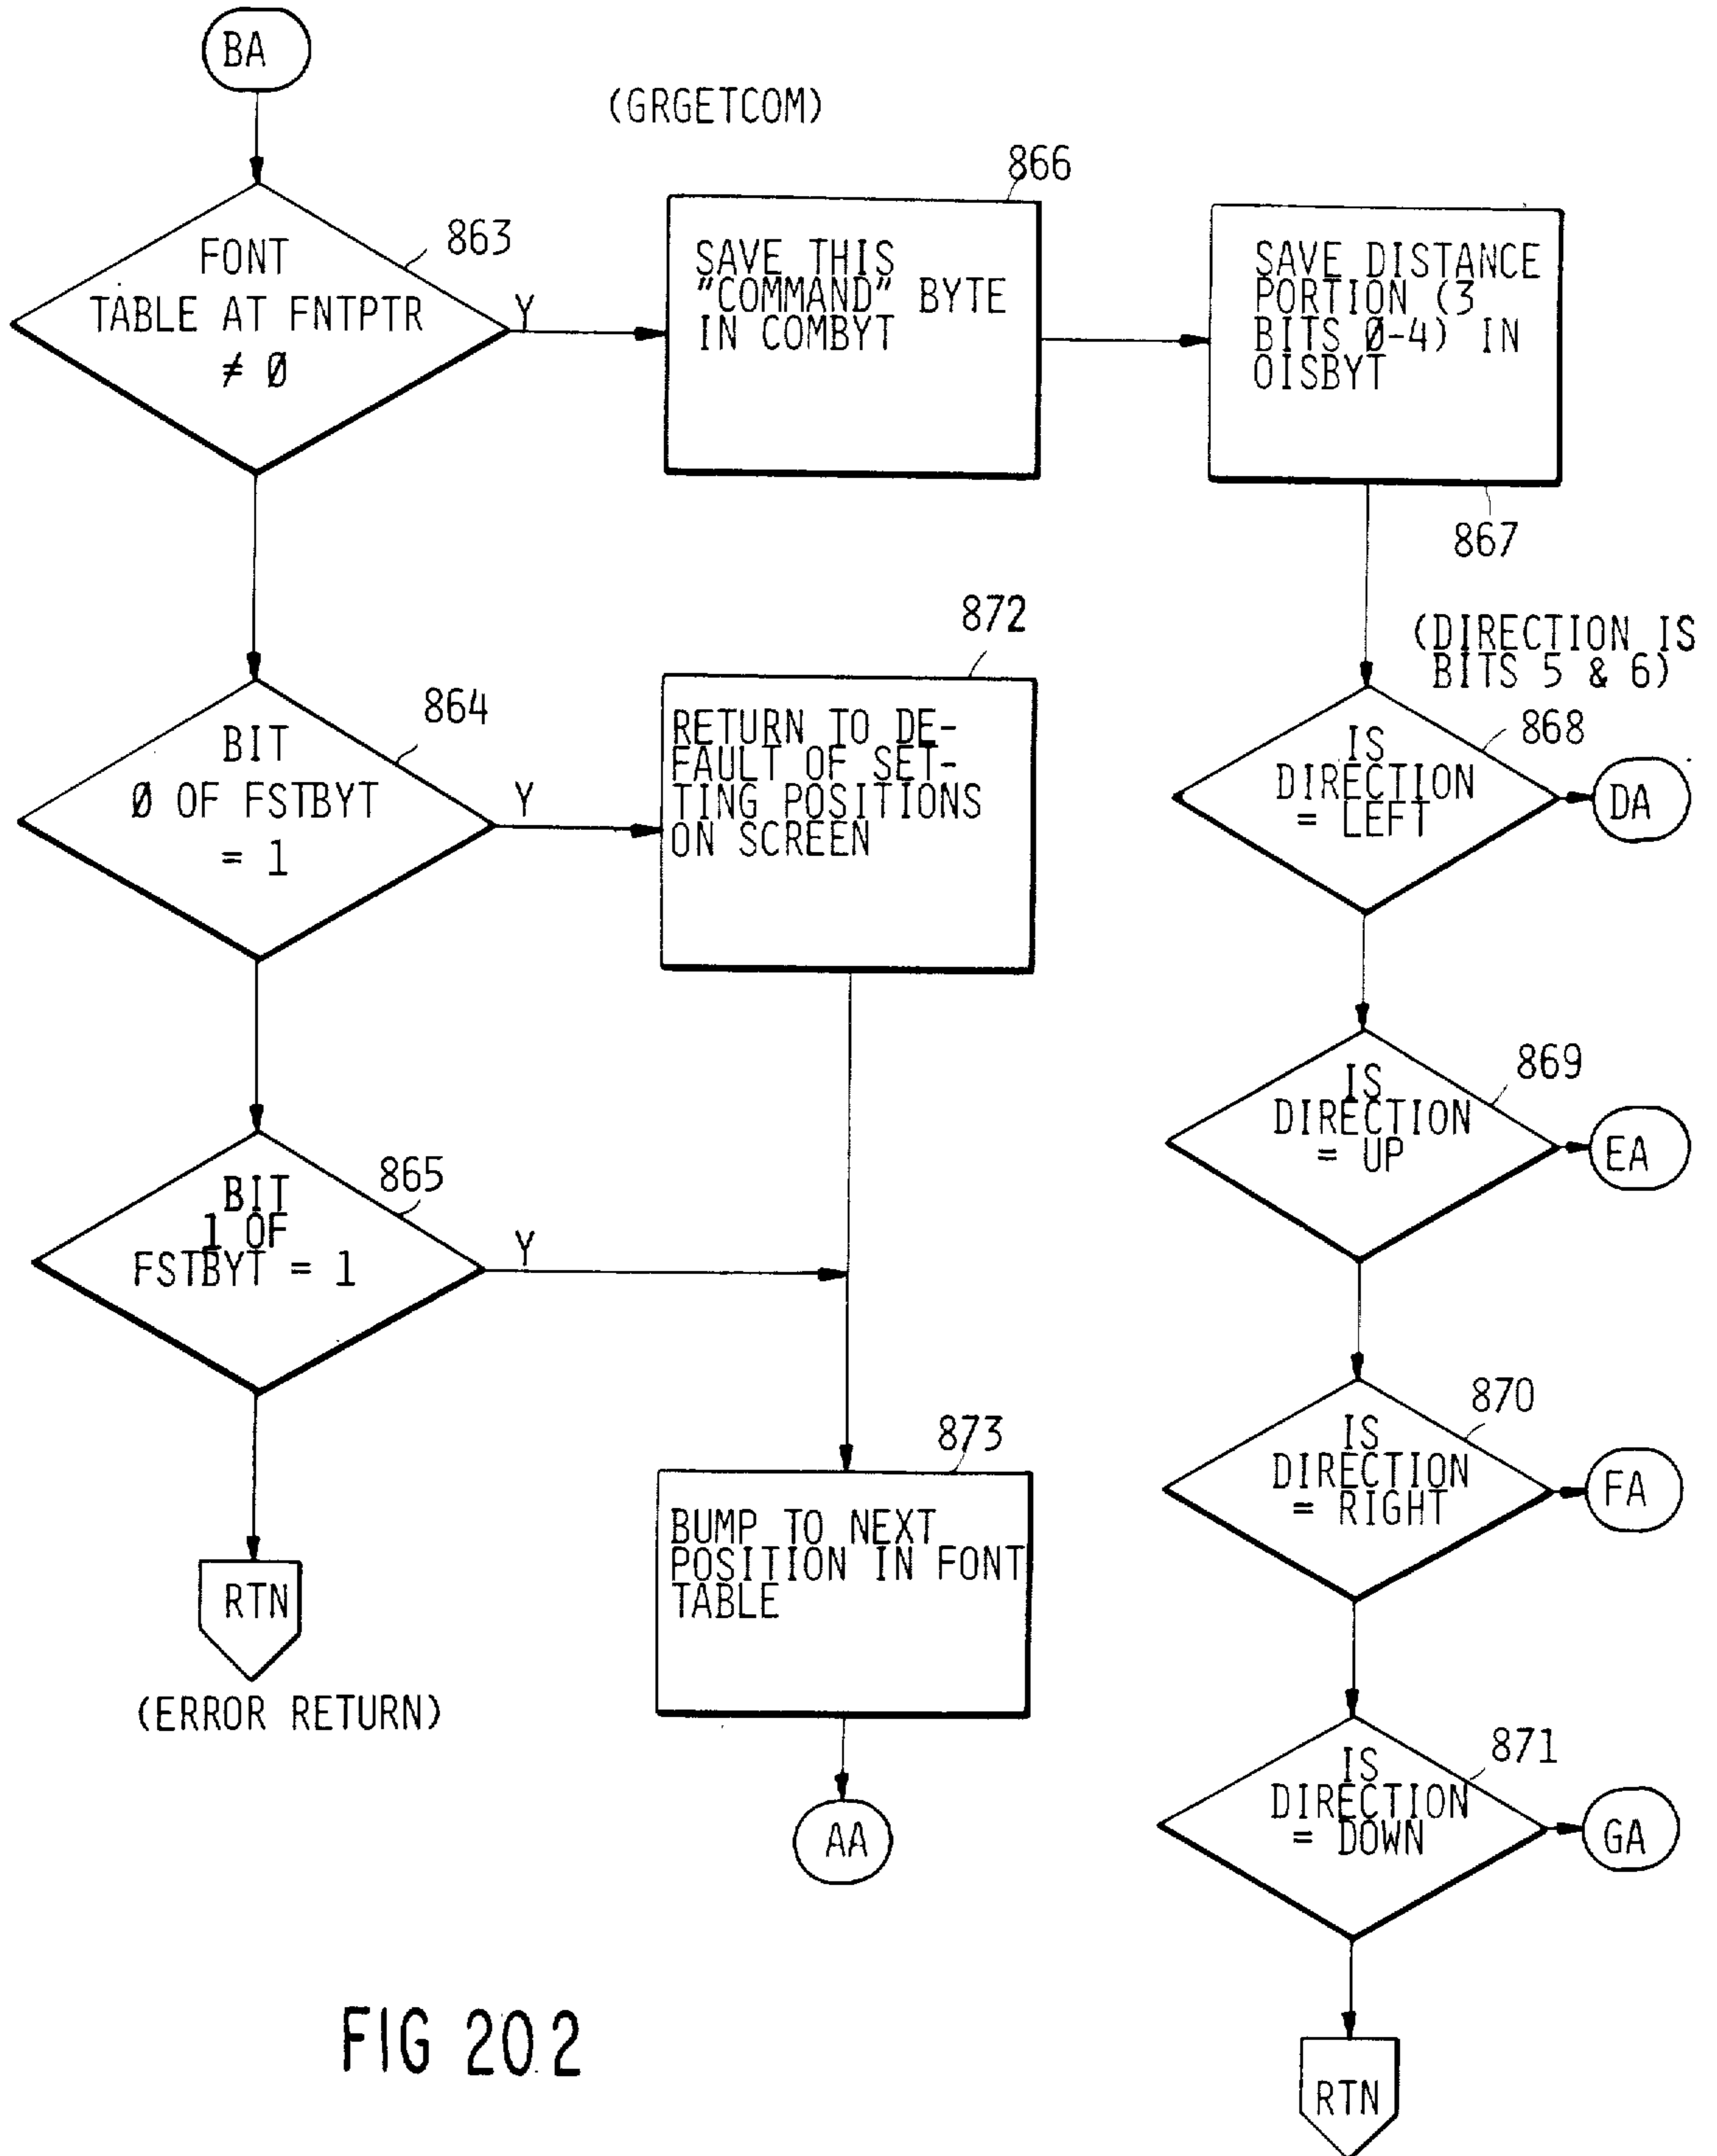 BA
(GRGETCOM)
863
FONT
TABLE AT FNTPTR
≠ Ø
Y
866
SAVE THIS
"COMMAND" BYTE
IN COMBYT
SAVE DISTANCE
PORTION (3
BITS Ø-4) IN
OISBYT
867
864
BIT
Ø OF FSTBYT
= 1
Y
872
RETURN TO DE-
FAULT OF SET-
TING POSITIONS
ON SCREEN
(DIRECTION IS
BITS 5 & 6)
868
IS
DIRECTION
= LEFT
DA
869
IS
DIRECTION
= UP
EA
865
BIT
1 OF
FSTBYT = 1
Y
873
BUMP TO NEXT
POSITION IN FONT
TABLE
AA
870
IS
DIRECTION
= RIGHT
FA
RTN
(ERROR RETURN)
871
IS
DIRECTION
= DOWN
GA
RTN
FIG 20.2